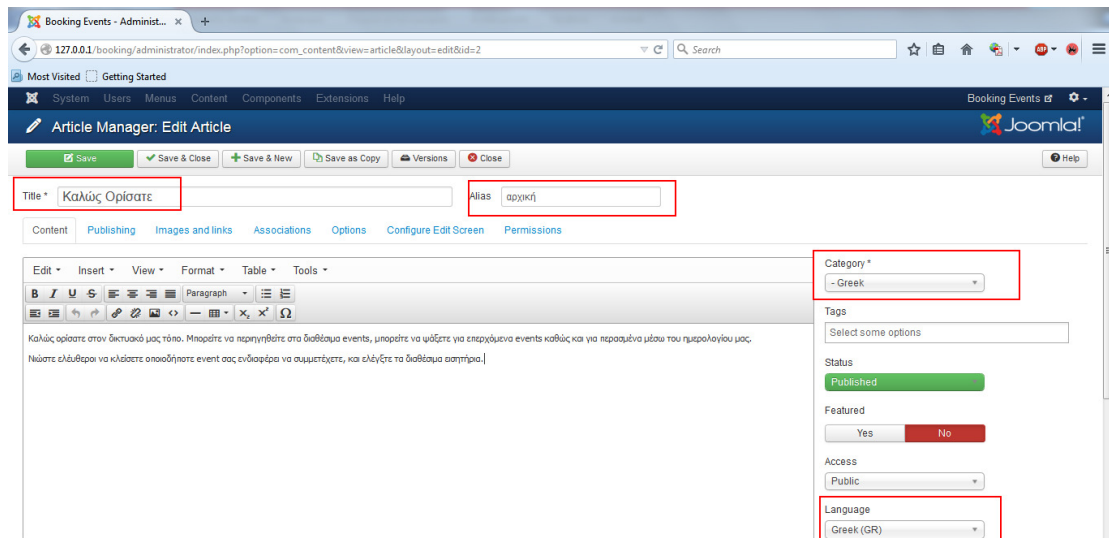 Booking Events - Administ...
127.0.0.1/booking/administrator/index.php?option=com_content&view=article&layout=edit&id=2
Search
Most Visited Getting Started
System Users Menus Content Components Extensions Help
Booking Events
Article Manager: Edit Article
Joomla!
Save Save & Close Save & New Save as Copy Versions Close Help
Title * Καλώς Ορίσατε Alias αρχική
Content Publishing Images and links Associations Options Configure Edit Screen Permissions
Edit Insert View Format Table Tools
Paragraph
Καλώς ορίσατε στον δικτυακό μας τόπο. Μπορείτε να περιηγηθείτε στα διαθέσιμα events, μπορείτε να ψάξετε για επερχόμενα events καθώς και για περασμένα μέσω του ημερολογίου μας.
Νιώστε ελέυθεροι να κλείσετε οποιοδήποτε event σας ενδιαφέρει να συμμετέχετε, και ελέγξτε τα διαθέσιμα εισητήρια.
Category *
- Greek
Tags
Select some options
Status
Published
Featured
Yes No
Access
Public
Language
Greek (GR)